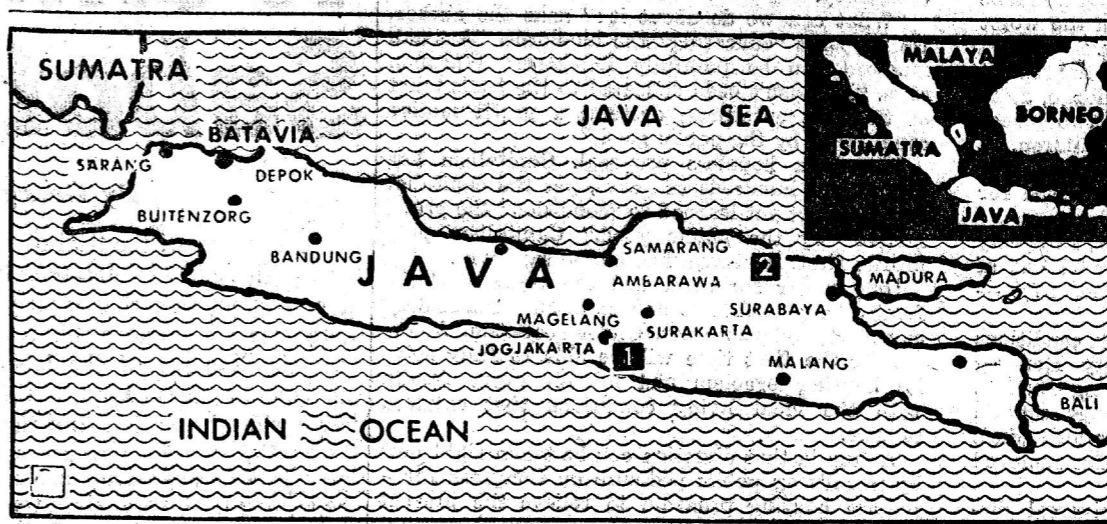 SUMATRA
JAVA SEA
MALAYA
BORNEO
SUMATRA
JAVA
BATAVIA
SARANG
DEPOK
BUITENZORG
BANDUNG
JAVA
SAMARANG
AMBARAWA
2
MADURA
SURABAYA
MAGELANG
SURAKARTA
JOGJAKARTA
1
MALANG
BALI
INDIAN OCEAN